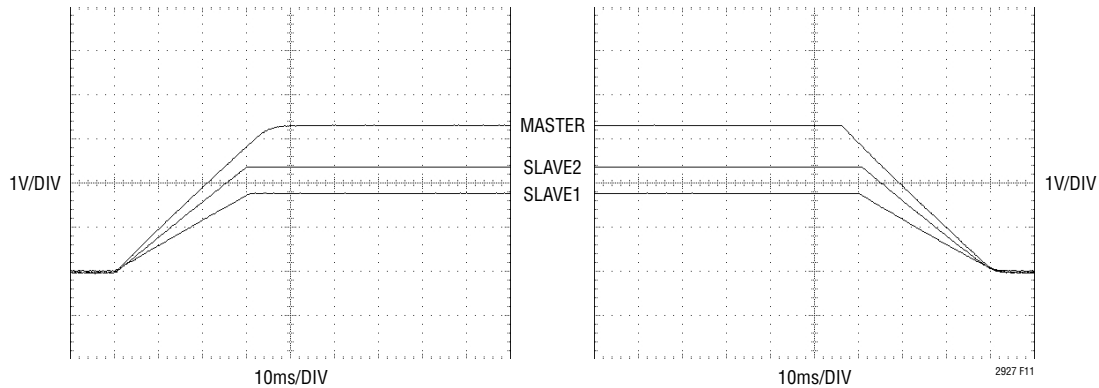 MASTER
SLAVE2
1V/DIV
1V/DIV
SLAVE1
10ms/DIV
10ms/DIV
2927 F11